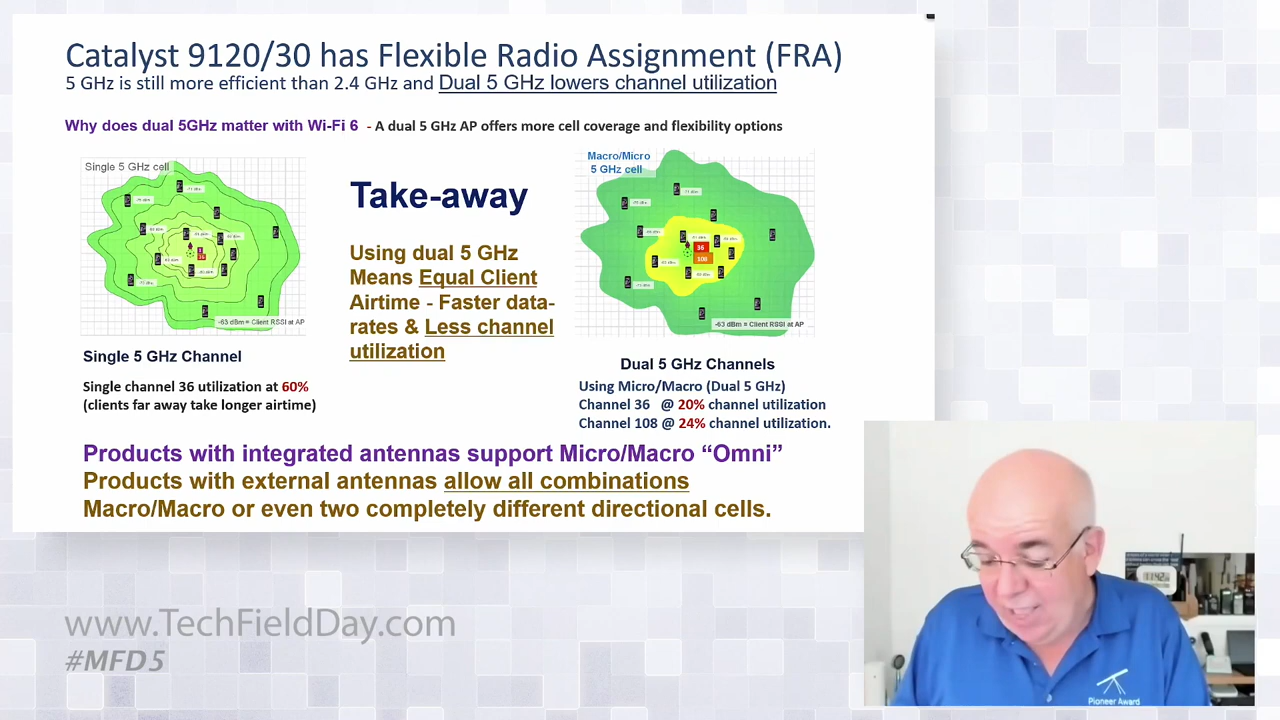 Catalyst 9120/30 has Flexible Radio Assignment (FRA)
5 GHz is still more efficient than 2.4 GHz and Dual 5 GHz lowers channel utilization
Why does dual 5GHz matter with Wi-Fi 6 - A dual 5 GHz AP offers more cell coverage and flexibility options
Single 5 GHz cell
-63 dBm = Client RSSI at AP
Single 5 GHz Channel
Single channel 36 utilization at 60%
(clients far away take longer airtime)
Take-away
Using dual 5 GHz
Means Equal Client
Airtime - Faster data-
rates & Less channel
utilization
Macro/Micro
5 GHz cell
36
108
-63 dBm = Client RSSI at AP
Dual 5 GHz Channels
Using Micro/Macro (Dual 5 GHz)
Channel 36 @ 20% channel utilization
Channel 108 @ 24% channel utilization.
Products with integrated antennas support Micro/Macro “Omni”
Products with external antennas allow all combinations
Macro/Macro or even two completely different directional cells.
www.TechFieldDay.com
#MFD5
Pioneer Award